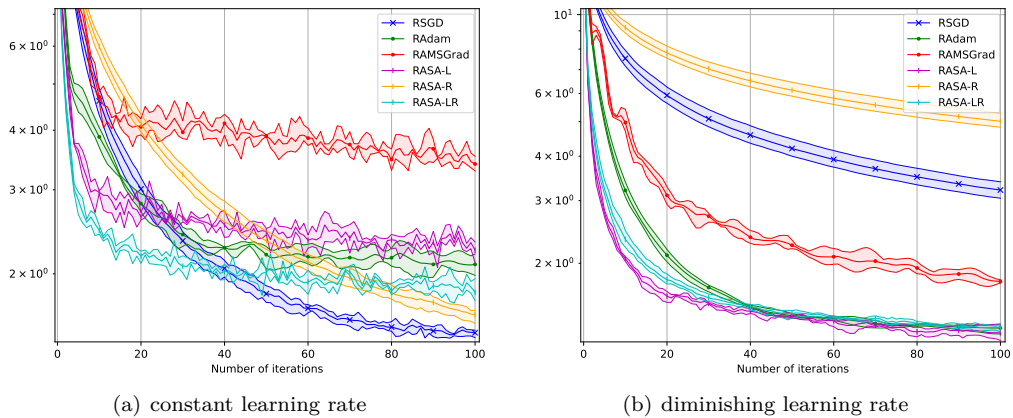 6 × 10⁰
4 × 10⁰
3 × 10⁰
2 × 10⁰
0 20 40 60 80 100
Number of iterations
RSGD
RAdam
RAMSGrad
RASA-L
RASA-R
RASA-LR
(a) constant learning rate
10¹
6 × 10⁰
4 × 10⁰
3 × 10⁰
2 × 10⁰
0 20 40 60 80 100
Number of iterations
RSGD
RAdam
RAMSGrad
RASA-L
RASA-R
RASA-LR
(b) diminishing learning rate